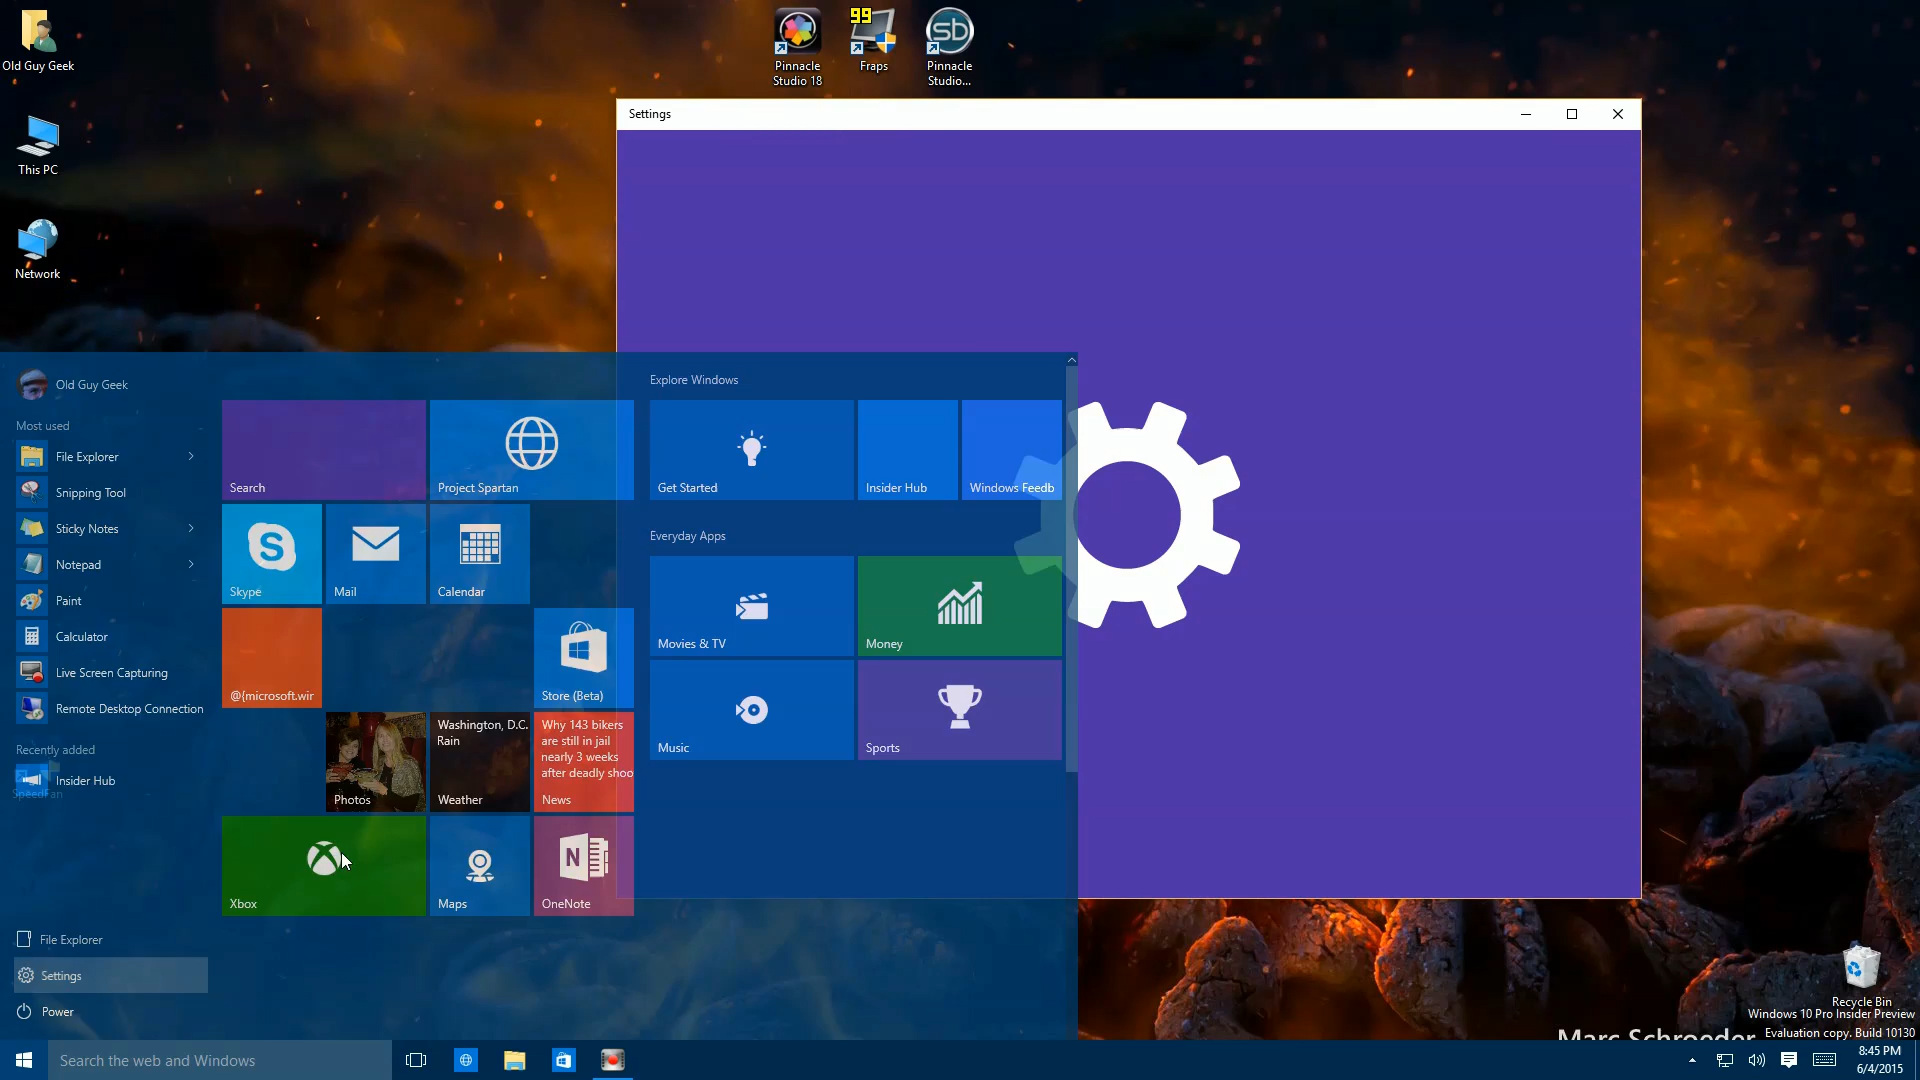 Old Guy Geek
This PC
Network
Pinnacle
Studio 18
99
Fraps
sb
Pinnacle
Studio...
Settings
Old Guy Geek
Most used
File Explorer
Snipping Tool
Sticky Notes
Notepad
Paint
Calculator
Live Screen Capturing
Remote Desktop Connection
Recently added
Insider Hub
SpeedFan
File Explorer
Settings
Power
Search
Project Spartan
S
Skype
Mail
Calendar
@{microsoft.wir
Store (Beta)
Photos
Washington, D.C.
Rain
Weather
Why 143 bikers
are still in jail
nearly 3 weeks
after deadly shoo
News
Xbox
Maps
N
OneNote
Explore Windows
Get Started
Insider Hub
Windows Feedb
Everyday Apps
Movies & TV
Money
Music
Sports
Recycle Bin
Windows 10 Pro Insider Preview
Marc Schroeder
Evaluation copy. Build 10130
Search the web and Windows
8:45 PM
6/4/2015